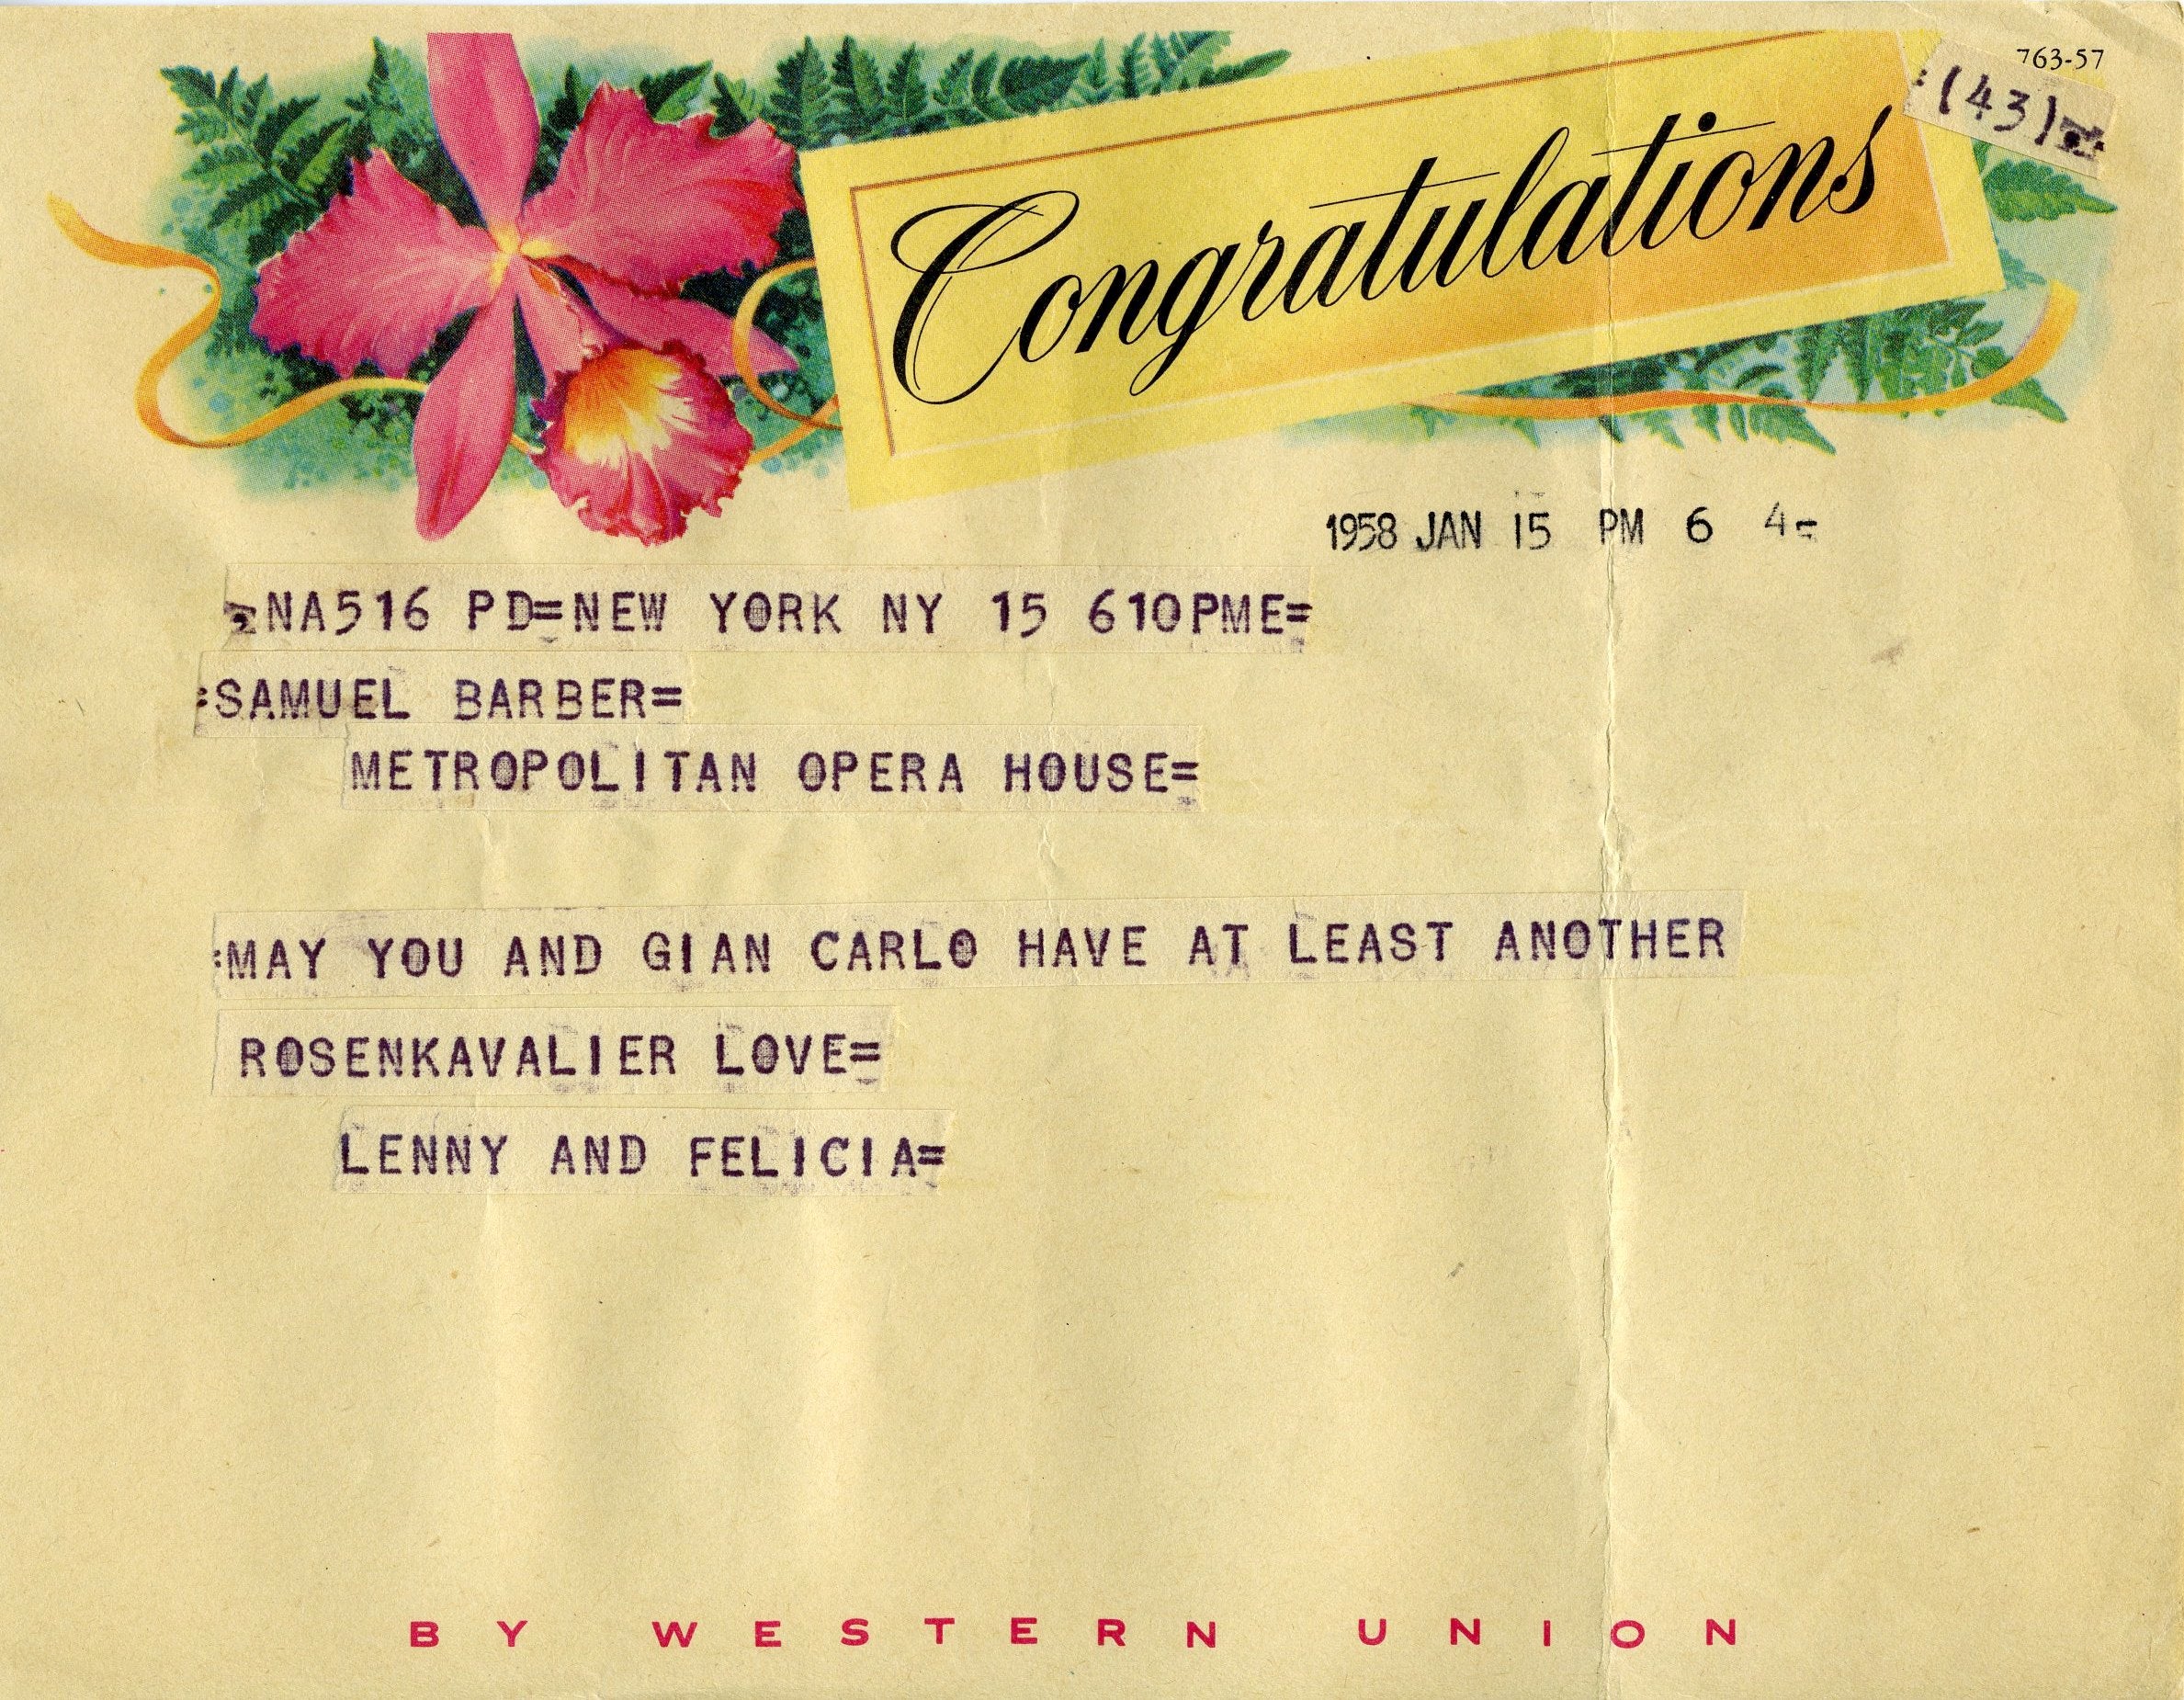 763-57
(43)
Congratulations
1958 JAN 15 PM 6 4-
NA516 PD=NEW YORK NY 15 610PME=
:SAMUEL BARBER=
METROPOLITAN OPERA HOUSE=
:MAY YOU AND GIAN CARLO HAVE AT LEAST ANOTHER
ROSENKAVALIER LOVE=
LENNY AND FELICIA=
BY WESTERN UNION